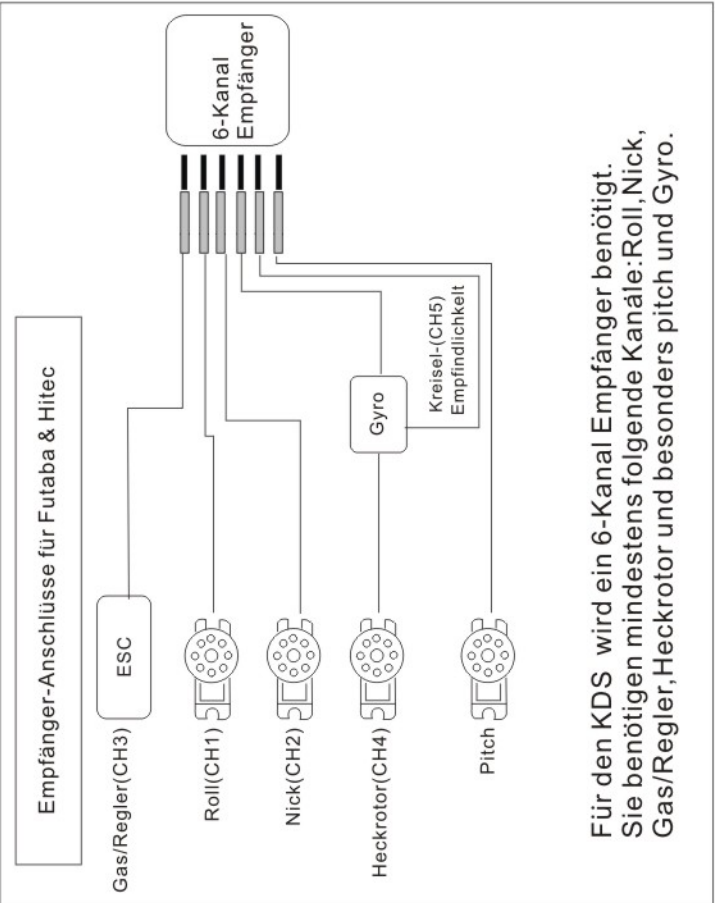 Empfänger-Anschlüsse für Futaba & Hitec
Gas/Regler(CH3)
ESC
6-Kanal
Empfänger
Roll(CH1)
Nick(CH2)
Heckrotor(CH4)
Gyro
Kreisel-(CH5)
Empfindlichkelt
Pitch
Für den KDS wird ein 6-Kanal Empfänger benötigt.
Sie benötigen mindestens folgende Kanäle:Roll,Nick,
Gas/Regler,Heckrotor und besonders pitch und Gyro.